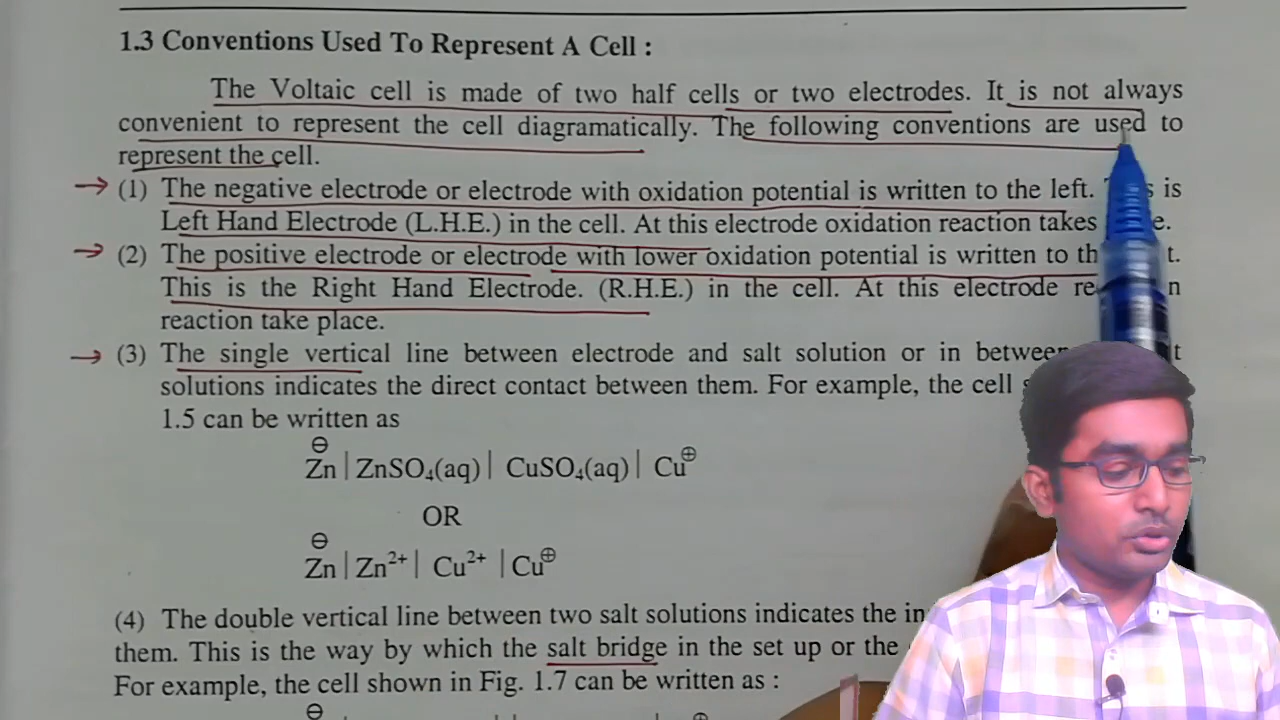 1.3 Conventions Used To Represent A Cell :
The Voltaic cell is made of two half cells or two electrodes. It is not always
convenient to represent the cell diagramatically. The following conventions are used to
represent the cell.
(1) The negative electrode or electrode with oxidation potential is written to the left. is
Left Hand Electrode (L.H.E.) in the cell. At this electrode oxidation reaction takes
(2) The positive electrode or electrode with lower oxidation potential is written to
This is the Right Hand Electrode. (R.H.E.) in the cell. At this electrode
reaction take place.
(3) The single vertical line between electrode and salt solution or in between
solutions indicates the direct contact between them. For example, the cell
1.5 can be written as
⊖
Zn | ZnSO₄(aq) | CuSO₄(aq) | Cu⊕
OR
⊖
Zn | Zn²⁺ | Cu²⁺ | Cu⊕
(4) The double vertical line between two salt solutions indicates the
them. This is the way by which the salt bridge in the set up or the
For example, the cell shown in Fig. 1.7 can be written as :
⊖ ⊕